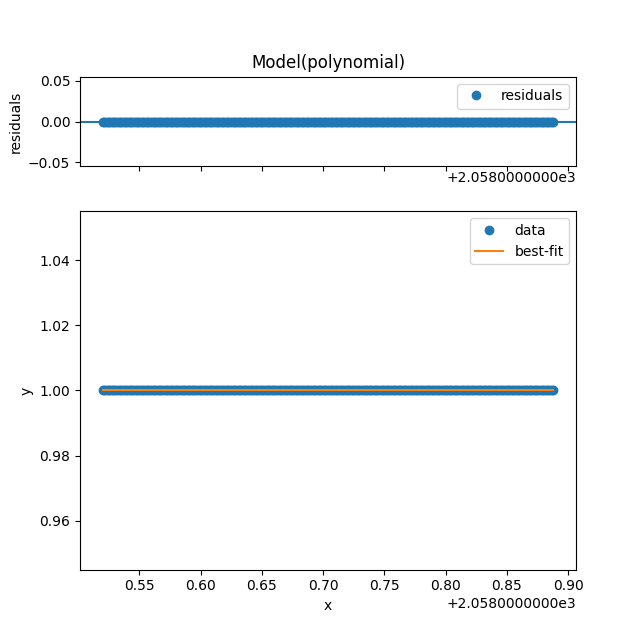 Model(polynomial)
residuals
0.05
0.00
−0.05
residuals
+2.0580000000e3
y
1.04
1.02
1.00
0.98
0.96
data
best-fit
0.55 0.60 0.65 0.70 0.75 0.80 0.85 0.90
x
+2.0580000000e3